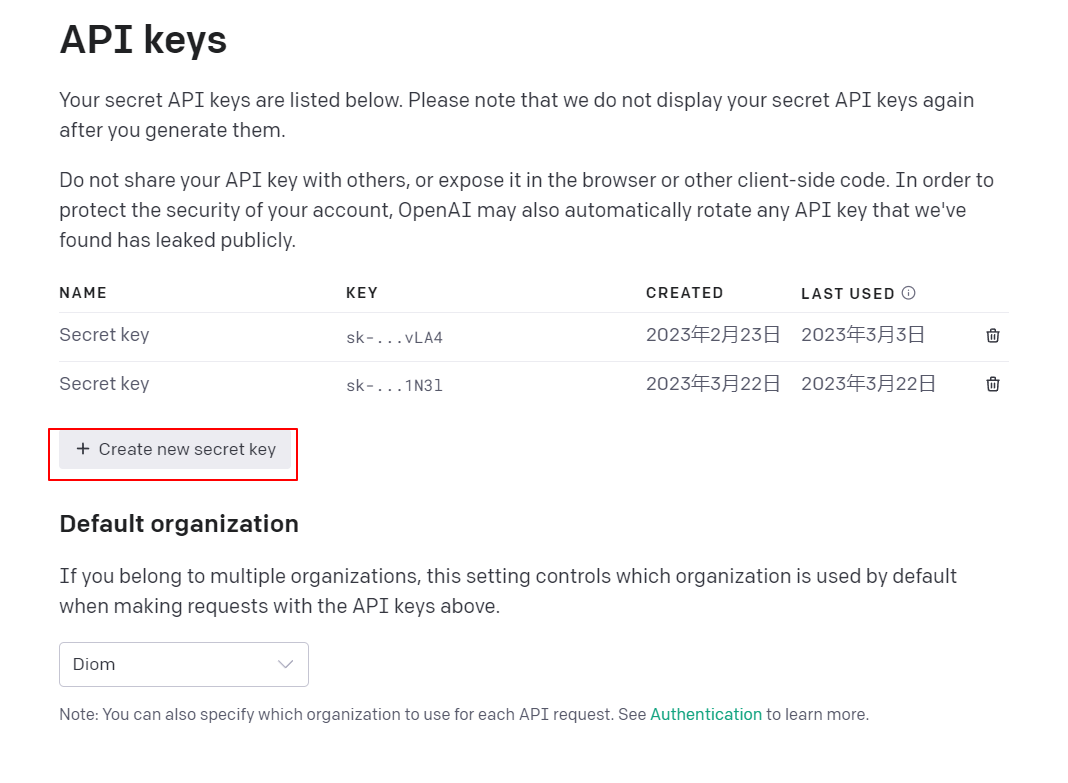 API keys
Your secret API keys are listed below. Please note that we do not display your secret API keys again
after you generate them.
Do not share your API key with others, or expose it in the browser or other client-side code. In order to
protect the security of your account, OpenAI may also automatically rotate any API key that we've
found has leaked publicly.
NAME KEY CREATED LAST USED
Secret key sk-...vLA4 2023年2月23日 2023年3月3日
Secret key sk-...1N3l 2023年3月22日 2023年3月22日
+ Create new secret key
Default organization
If you belong to multiple organizations, this setting controls which organization is used by default
when making requests with the API keys above.
Diom
Note: You can also specify which organization to use for each API request. See Authentication to learn more.